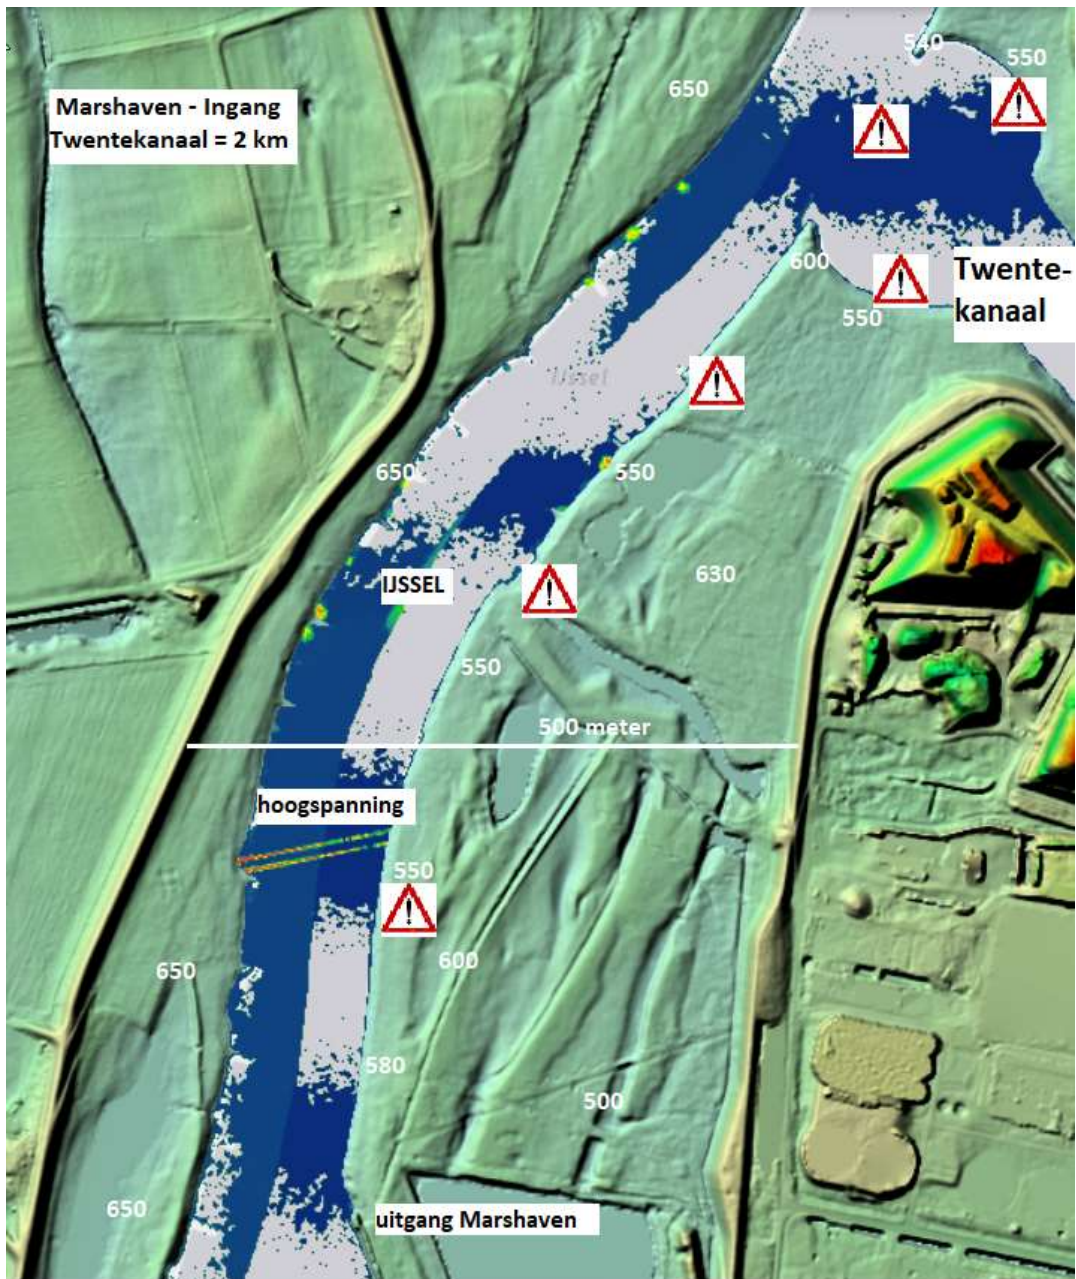 540
550
650
Marshaven - Ingang
Twentekanaal = 2 km
600
Twente-
kanaal
550
IJssel
650
550
IJSSEL
630
550
500 meter
hoogspanning
550
600
650
580
500
650
uitgang Marshaven